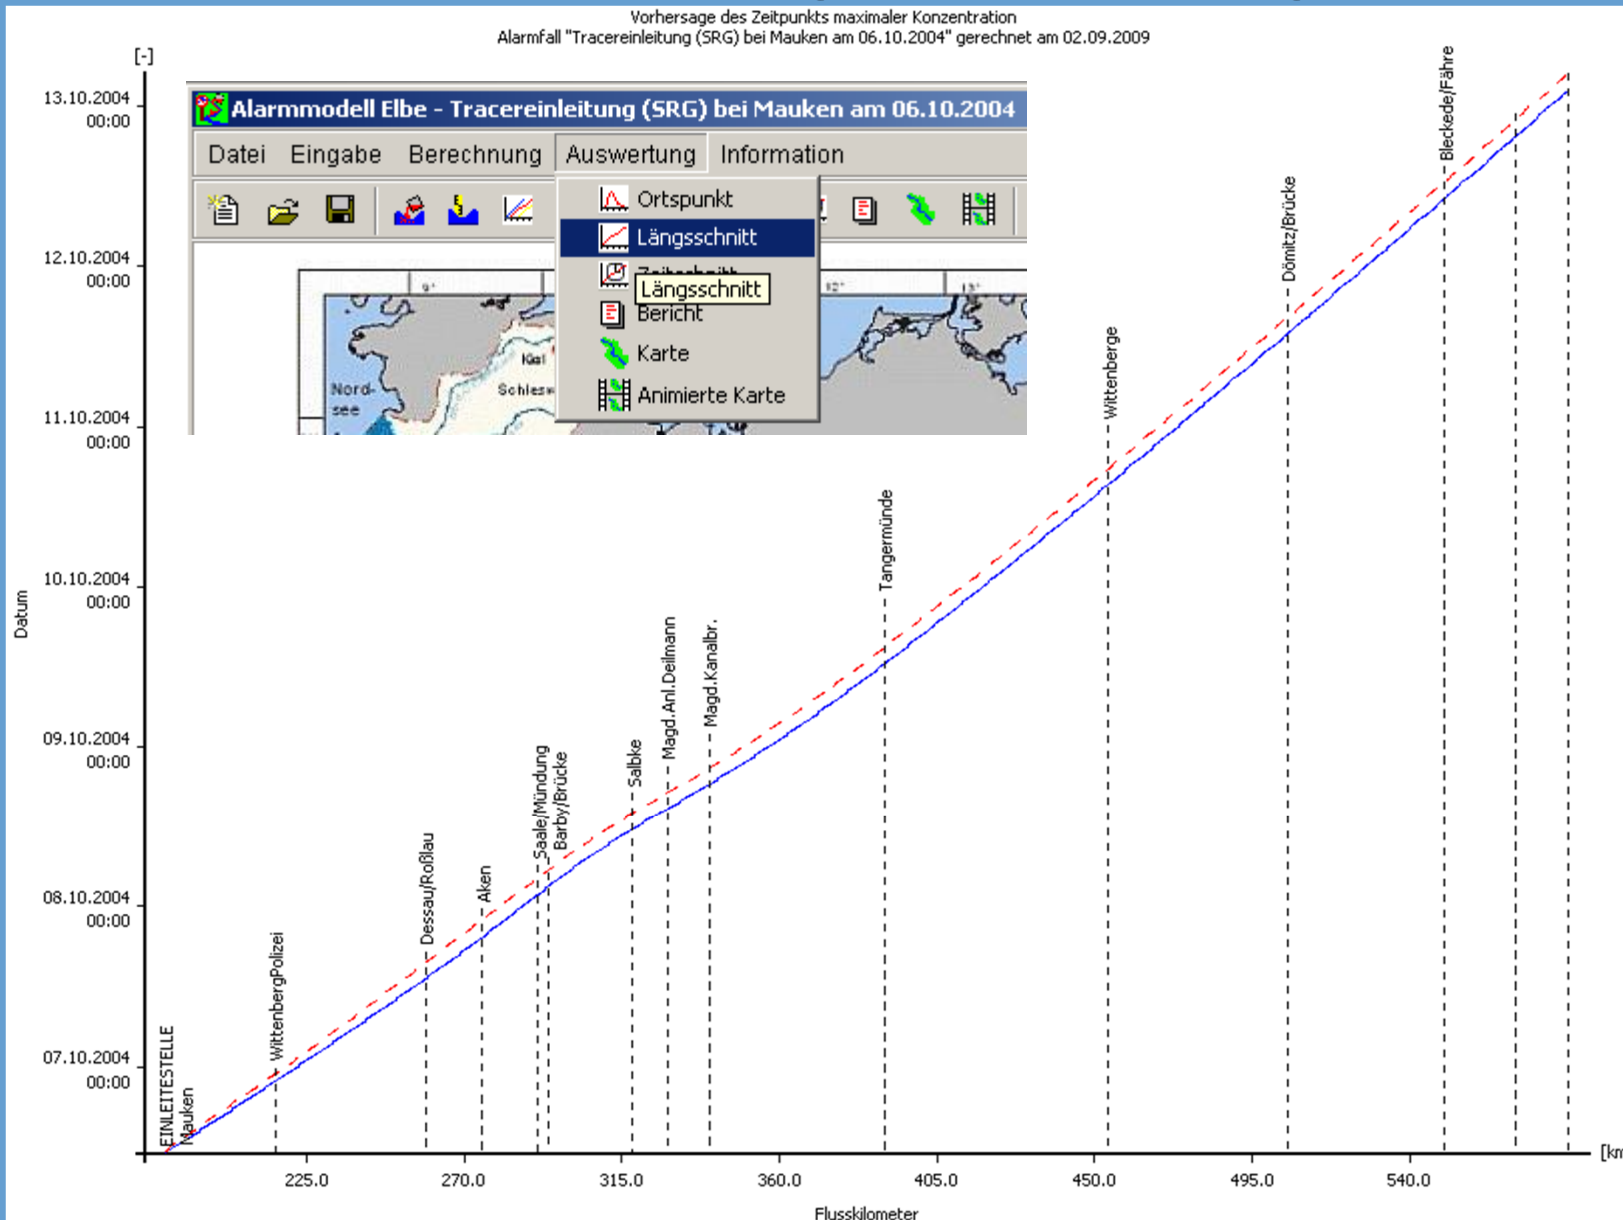 Vorhersage des Zeitpunkts maximaler Konzentration
Alarmfall "Tracereinleitung (SRG) bei Mauken am 06.10.2004" gerechnet am 02.09.2009
[-]
Alarmmodell Elbe - Tracereinleitung (SRG) bei Mauken am 06.10.2004
Datei Eingabe Berechnung Auswertung Information
Ortspunkt
Längsschnitt
Längsschnitt
Bericht
Karte
Animierte Karte
9° 12° 13°
Nord-
see
Kiel
Schlesw
13.10.2004
00:00
12.10.2004
00:00
11.10.2004
00:00
10.10.2004
00:00
09.10.2004
00:00
08.10.2004
00:00
07.10.2004
00:00
Datum
EINLEITESTELLE
Mauken
WittenbergPolizei
Dessau/Roßlau
Aken
Saale/Mündung
Barby/Brücke
Salbke
Magd.Anl.Deilmann
Magd.Kanalbr.
Tangermünde
Wittenberge
Dömitz/Brücke
Bleckede/Fähre
225.0 270.0 315.0 360.0 405.0 450.0 495.0 540.0
[km
Flusskilometer